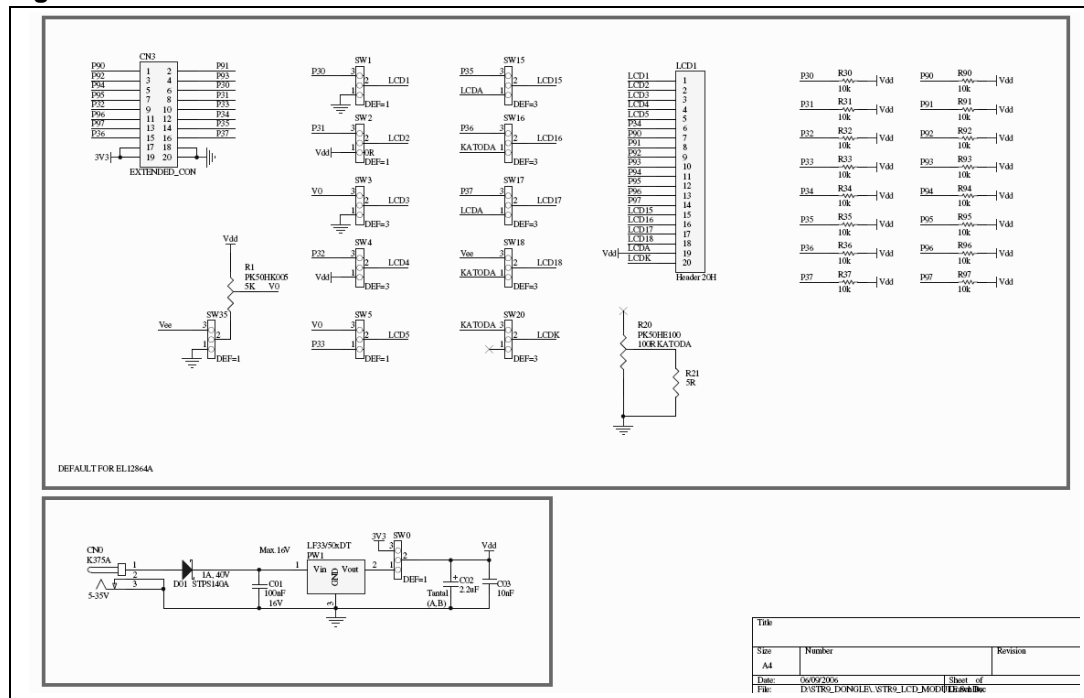 CN3
P90 1 2 P91
P92 3 4 P93
P94 5 6 P30
P95 7 8 P31
P32 9 10 P33
P96 11 12 P34
P97 13 14 P35
P36 15 16 P37
17 18
3V3 19 20
EXTENDED_CON
SW1
P30 3
2 LCD1
1
DEF=1
SW2
P31 3
2 LCD2
Vdd 1 0R
DEF=1
SW3
V0 3
2 LCD3
1
DEF=3
SW4
P32 3
2 LCD4
Vdd 1
DEF=3
SW5
V0 3
2 LCD5
P33 1
DEF=1
SW15
P35 3
2 LCD15
LCDA 1
DEF=3
SW16
P36 3
2 LCD16
KATODA 1
DEF=3
SW17
P37 3
2 LCD17
LCDA 1
DEF=3
SW18
Vee 3
2 LCD18
KATODA 1
DEF=3
SW20
KATODA 3
2 LCDK
1
DEF=3
Vdd
R1
PK50HK005
5K V0
SW35
Vee 3
2
1
DEF=1
LCD1
LCD1 1
LCD2 2
LCD3 3
LCD4 4
LCD5 5
P34 6
P90 7
P91 8
P92 9
P93 10
P94 11
P95 12
P96 13
P97 14
LCD15 15
LCD16 16
LCD17 17
LCD18 18
Vdd LCDA 19
LCDK 20
Header 20H
R20
PK50HE100
100R KATODA
R21
5R
P30 R30 Vdd
10k
P31 R31 Vdd
10k
P32 R32 Vdd
10k
P33 R33 Vdd
10k
P34 R34 Vdd
10k
P35 R35 Vdd
10k
P36 R36 Vdd
10k
P37 R37 Vdd
10k
P90 R90 Vdd
10k
P91 R91 Vdd
10k
P92 R92 Vdd
10k
P93 R93 Vdd
10k
P94 R94 Vdd
10k
P95 R95 Vdd
10k
P96 R96 Vdd
10k
P97 R97 Vdd
10k
DEFAULT FOR EL12864A
CN0
K375A
1
2
3
5-35V
D01
1A, 40V
STPS140A
Max. 16V
C01
100nF
16V
LF33/50xDT
PW1
1 Vin Vout 2
GND
3
3V3 SW0
3
2
1
DEF=1
Vdd
+ C02
2.2uF
Tantal
(A,B)
C03
10nF
Title
Size Number Revision
A4
Date: 06/09/2006 Sheet of
File: D:\STR9_DONGLE\..\STR9_LCD_MODULE.SchDoc